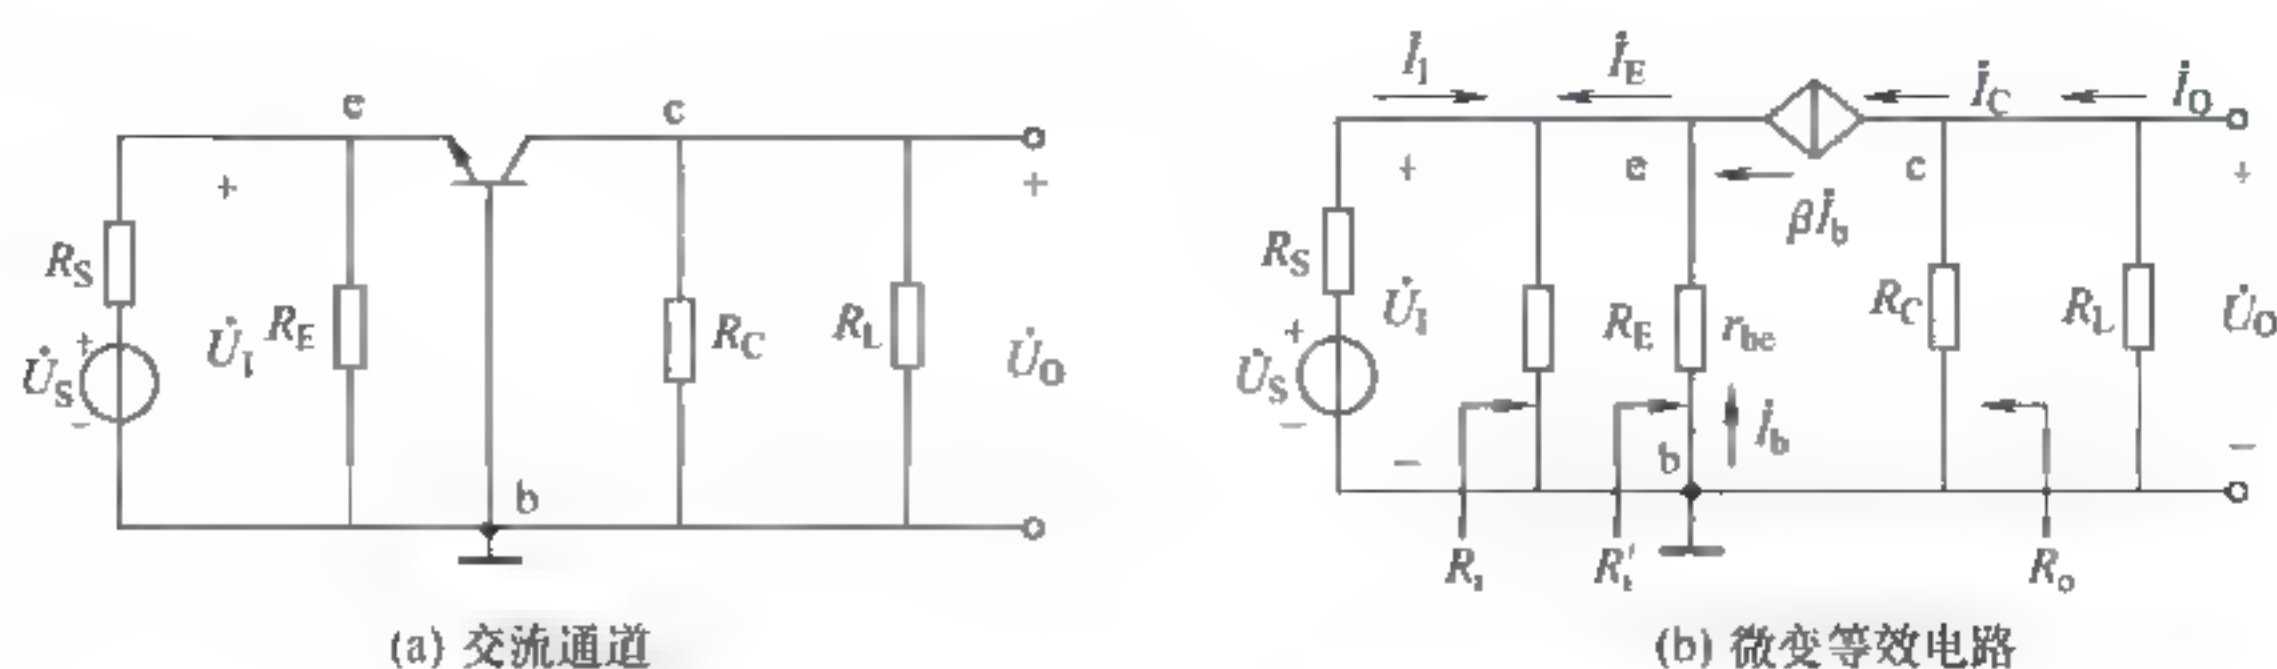 e
c
+
+
R_S
R_E
R_C
R_L
+
U̇_S
−
U̇_I
U̇_O
b
(a) 交流通道
İ_I
İ_E
İ_C
İ_O
+
e
c
+
βİ_b
R_S
U̇_I
R_E
r_be
R_C
R_L
U̇_O
+
U̇_S
−
−
b
İ_b
−
R_i
R_i'
R_o
(b) 微变等效电路